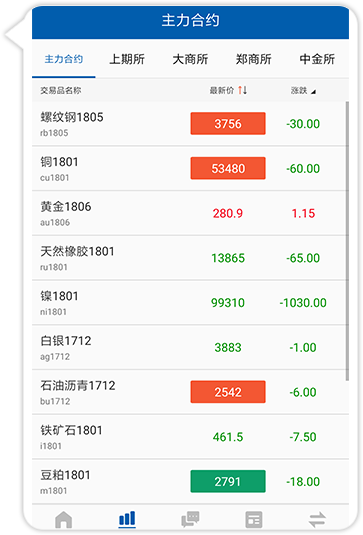 主力合约
主力合约 上期所 大商所 郑商所 中金所
交易品名称 最新价 涨跌
螺纹钢1805 3756 -30.00
rb1805
铜1801 53480 -60.00
cu1801
黄金1806 280.9 1.15
au1806
天然橡胶1801 13865 -65.00
ru1801
镍1801 99310 -1030.00
ni1801
白银1712 3883 -1.00
ag1712
石油沥青1712 2542 -6.00
bu1712
铁矿石1801 461.5 -7.50
i1801
豆粕1801 2791 -18.00
m1801